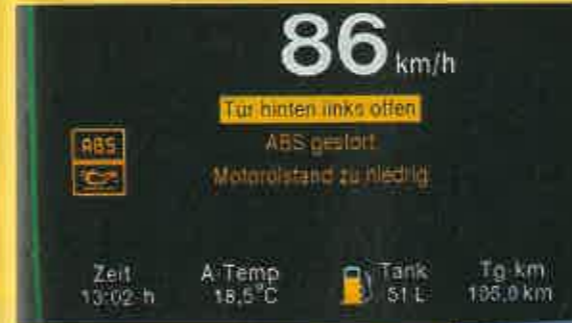 86 km/h
Tür hinten links offen
ABS ABS gestört
Motorölstand zu niedrig
Zeit A-Temp Tank Tg-km
13:02 h 18,5°C 51 L 105,0 km